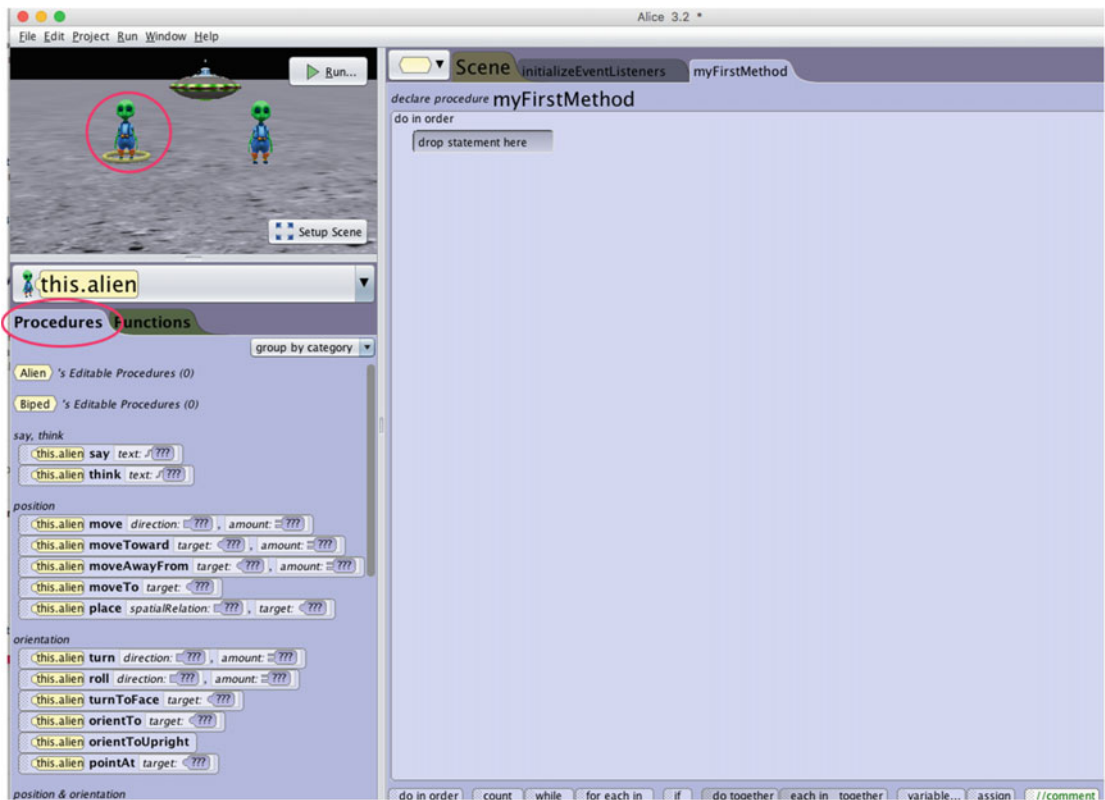 Alice 3.2 *
File Edit Project Run Window Help
Run...
Setup Scene
this.alien
Procedures Functions
group by category
Alien 's Editable Procedures (0)
Biped 's Editable Procedures (0)
say, think
this.alien say text: ???
this.alien think text: ???
position
this.alien move direction: ??? , amount: ???
this.alien moveToward target: ??? , amount: ???
this.alien moveAwayFrom target: ??? , amount: ???
this.alien moveTo target: ???
this.alien place spatialRelation: ??? , target: ???
orientation
this.alien turn direction: ??? , amount: ???
this.alien roll direction: ??? , amount: ???
this.alien turnToFace target: ???
this.alien orientTo target: ???
this.alien orientToUpright
this.alien pointAt target: ???
position & orientation
Scene initializeEventListeners myFirstMethod
declare procedure myFirstMethod
do in order
drop statement here
do in order count while for each in if do together each in together variable... assign //comment